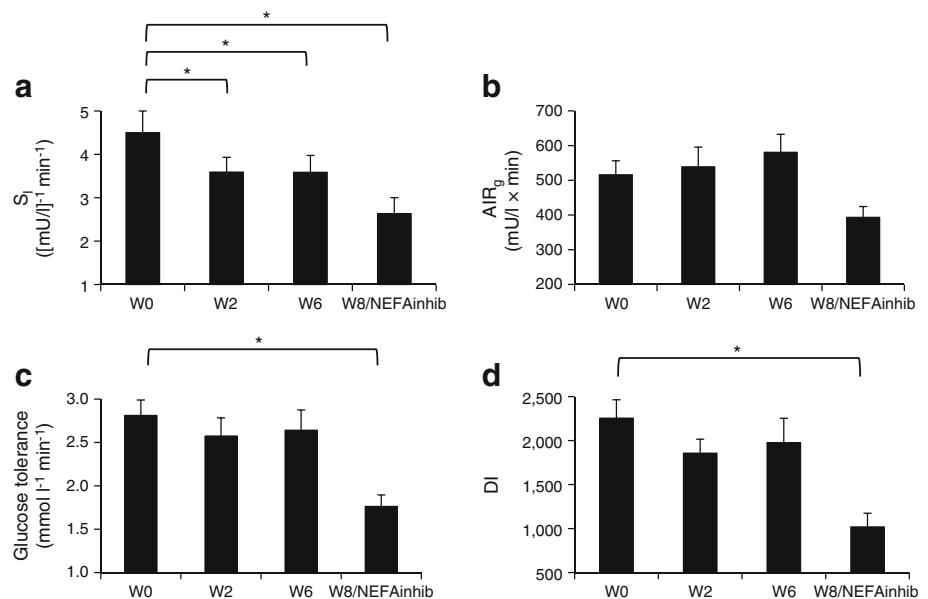 *
*
*
a
5
4
3
2
1
S_I
([mU/l]⁻¹ min⁻¹)
W0 W2 W6 W8/NEFAinhib
b
700
600
500
400
300
200
AIR_g
(mU/l × min)
W0 W2 W6 W8/NEFAinhib
*
c
3.0
2.5
2.0
1.5
1.0
Glucose tolerance
(mmol l⁻¹ min⁻¹)
W0 W2 W6 W8/NEFAinhib
*
d
2,500
2,000
1,500
1,000
500
DI
W0 W2 W6 W8/NEFAinhib